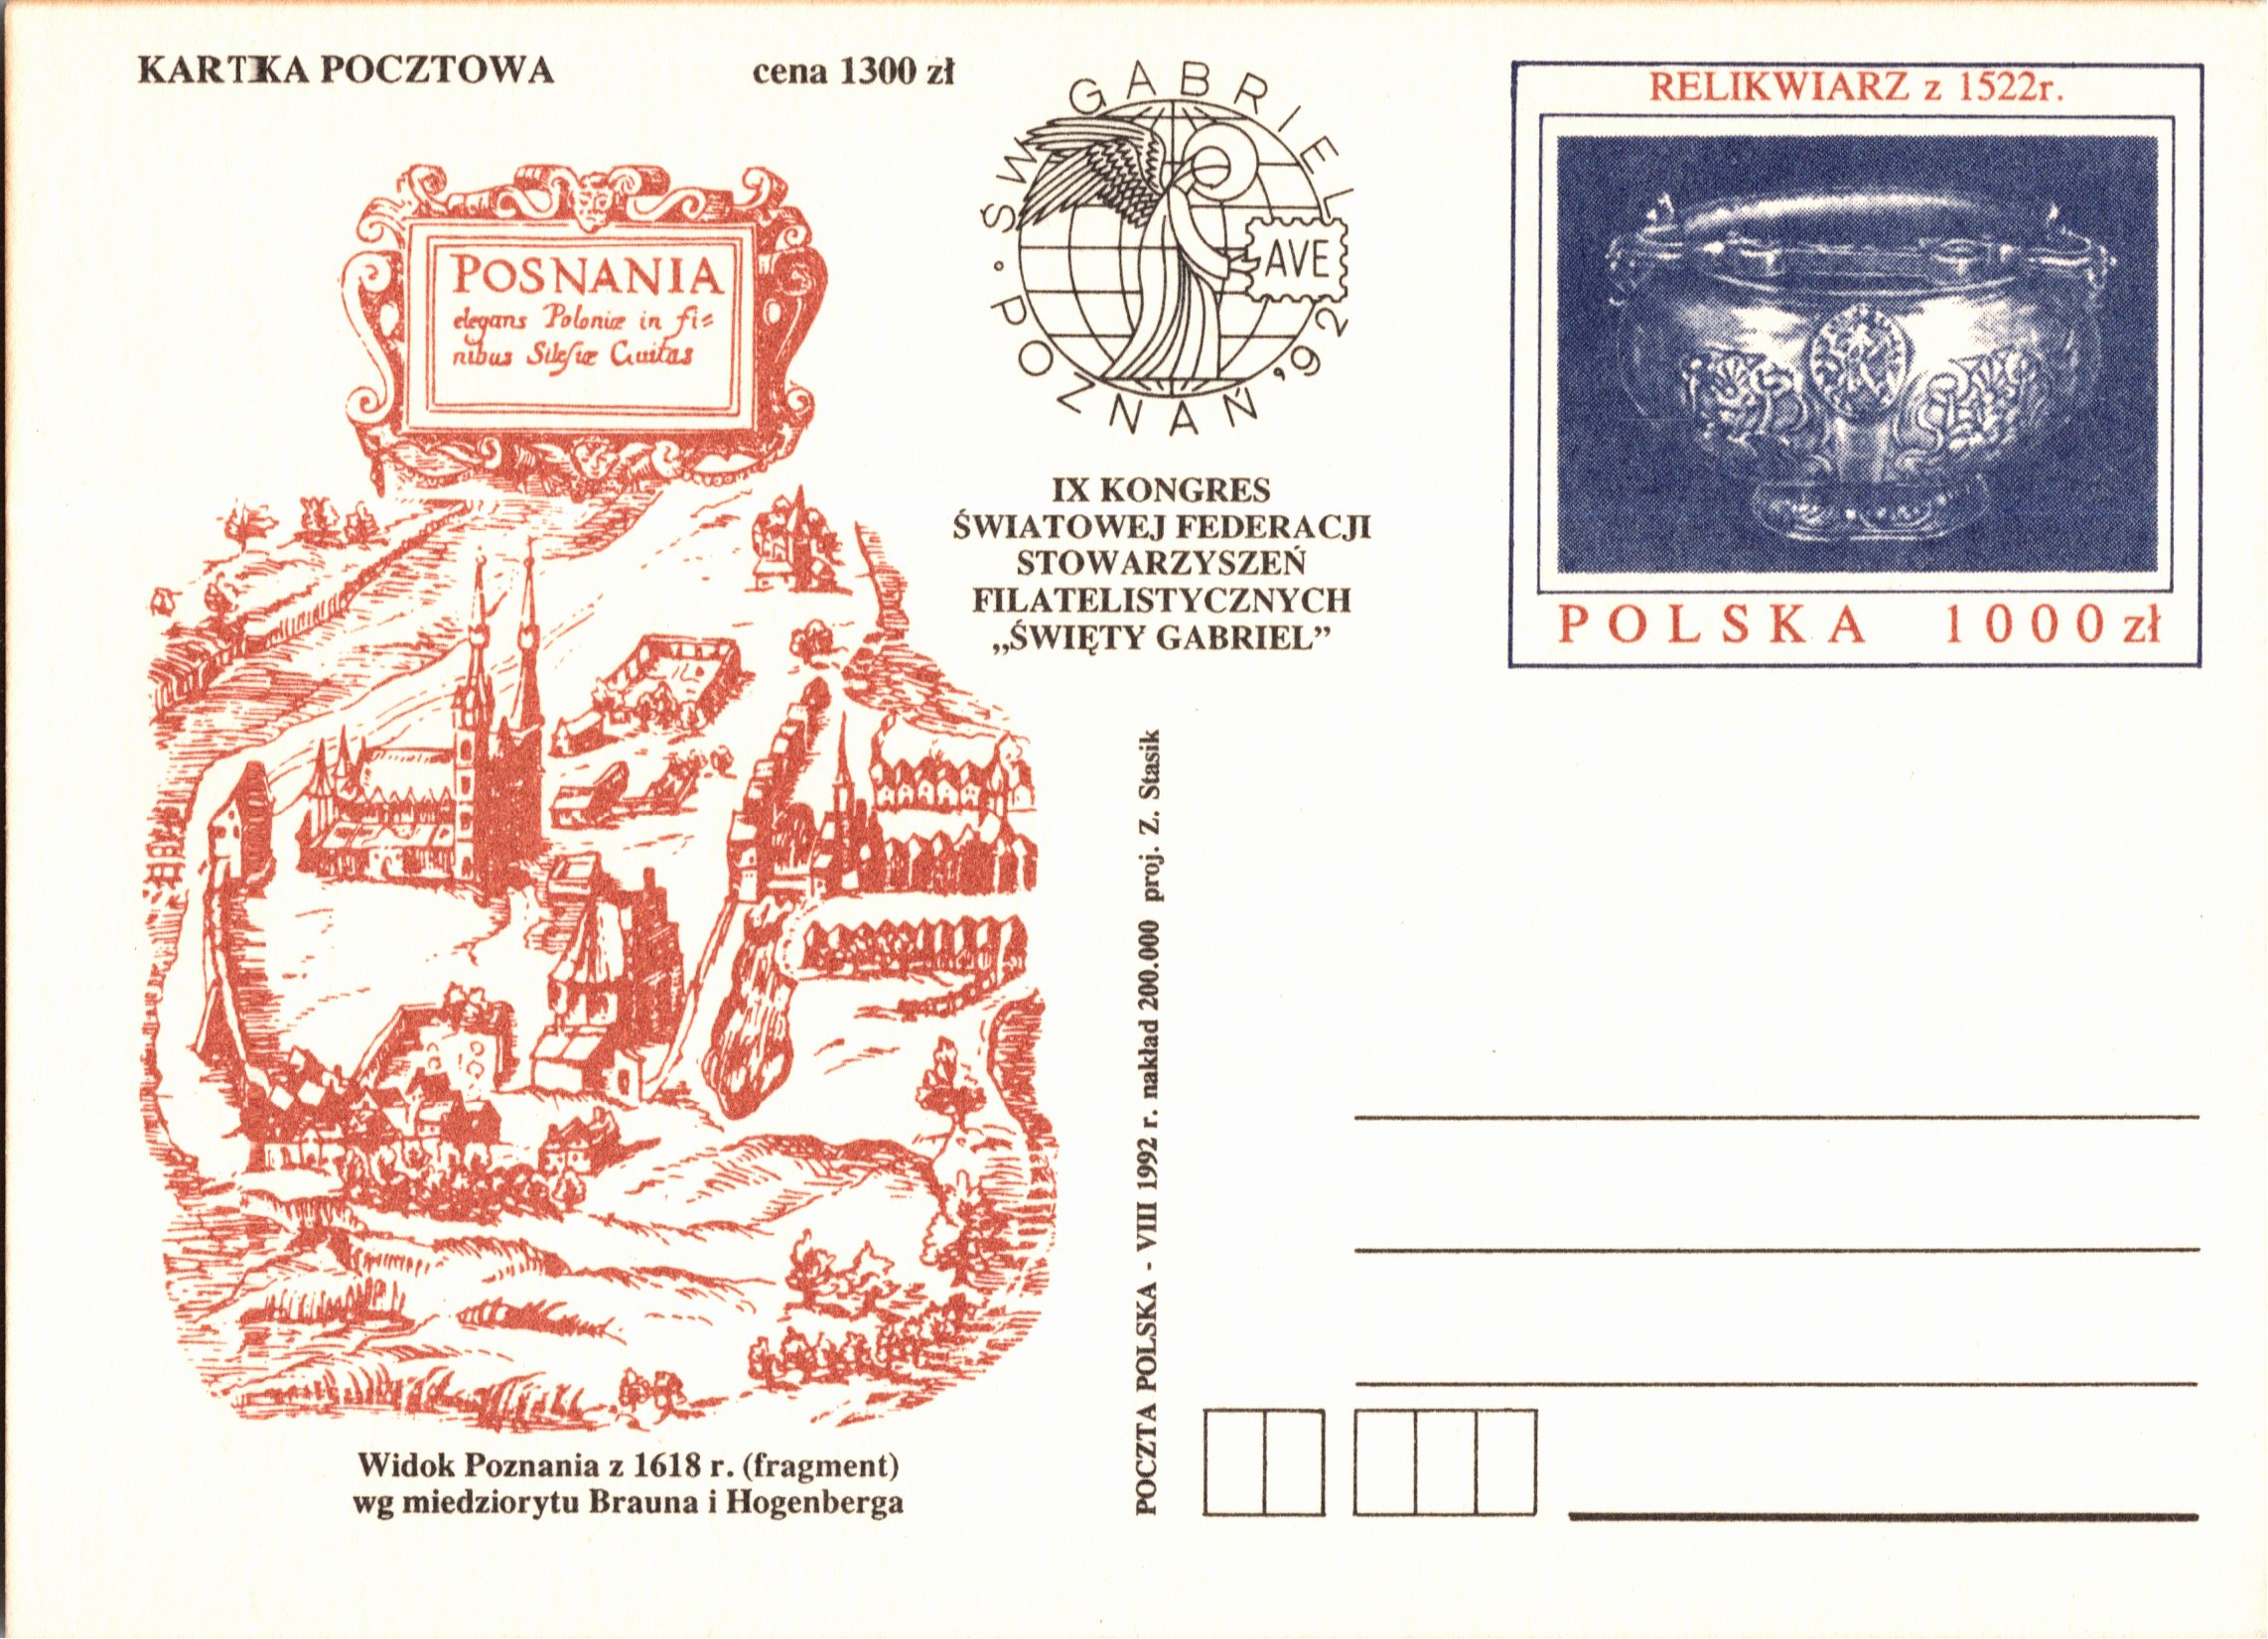 KARTKA POCZTOWA
cena 1300 zł
POSNANIA
elegans Poloniæ in fi=
nibus Silesiæ Civitas
• ŚW GABRIEL
AVE
POZNAŃ '92
IX KONGRES
ŚWIATOWEJ FEDERACJI
STOWARZYSZEŃ
FILATELISTYCZNYCH
„ŚWIĘTY GABRIEL”
RELIKWIARZ z 1522r.
POLSKA 1000 zł
POCZTA POLSKA - VIII 1992 r. nakład 200.000 proj. Z. Stasik
Widok Poznania z 1618 r. (fragment)
wg miedziorytu Brauna i Hogenberga